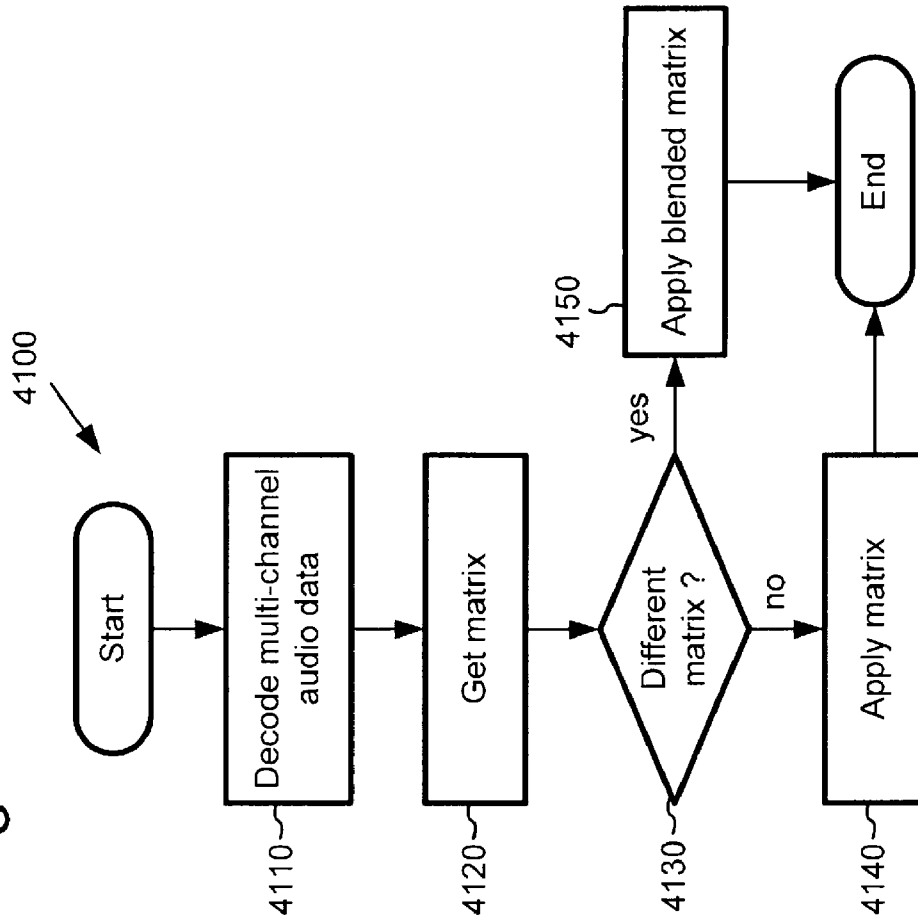 4100
Start
4110
Decode multi-channel
audio data
4120
Get matrix
4130
Different
matrix ?
yes
no
4150
Apply blended matrix
4140
Apply matrix
End